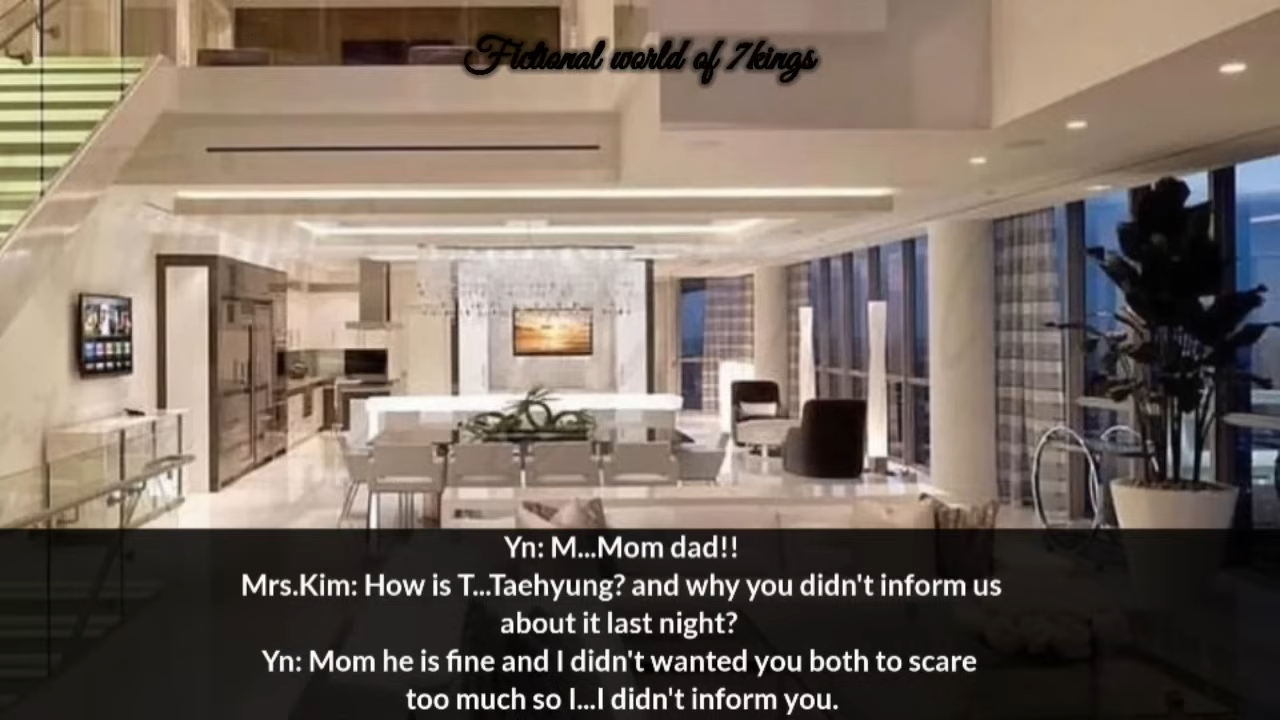 Fictional world of 7kings
Yn: M...Mom dad!!
Mrs.Kim: How is T...Taehyung? and why you didn't inform us
about it last night?
Yn: Mom he is fine and I didn't wanted you both to scare
too much so I...I didn't inform you.